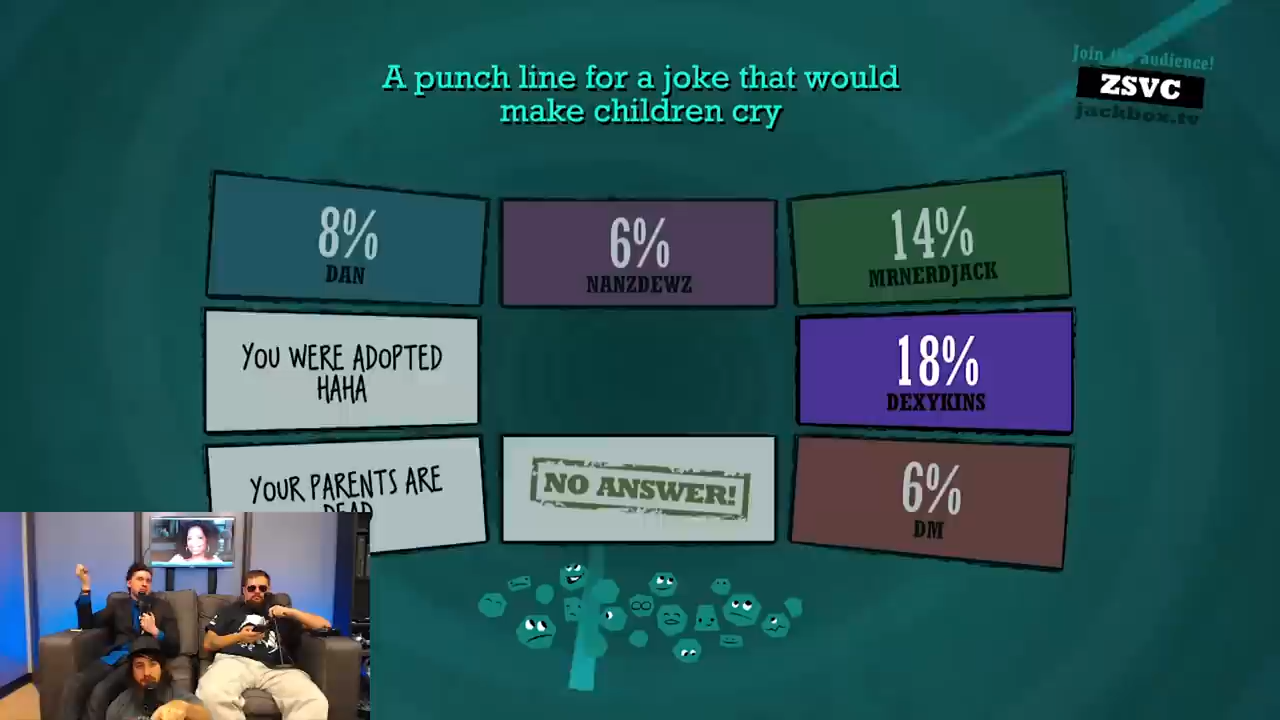 A punch line for a joke that would
make children cry
Join the audience!
ZSVC
jackbox.tv
8%
DAN
6%
NANZDEWZ
14%
MRNERDJACK
YOU WERE ADOPTED
HAHA
18%
DEXYKINS
YOUR PARENTS ARE
DEAD
NO ANSWER!
6%
DM